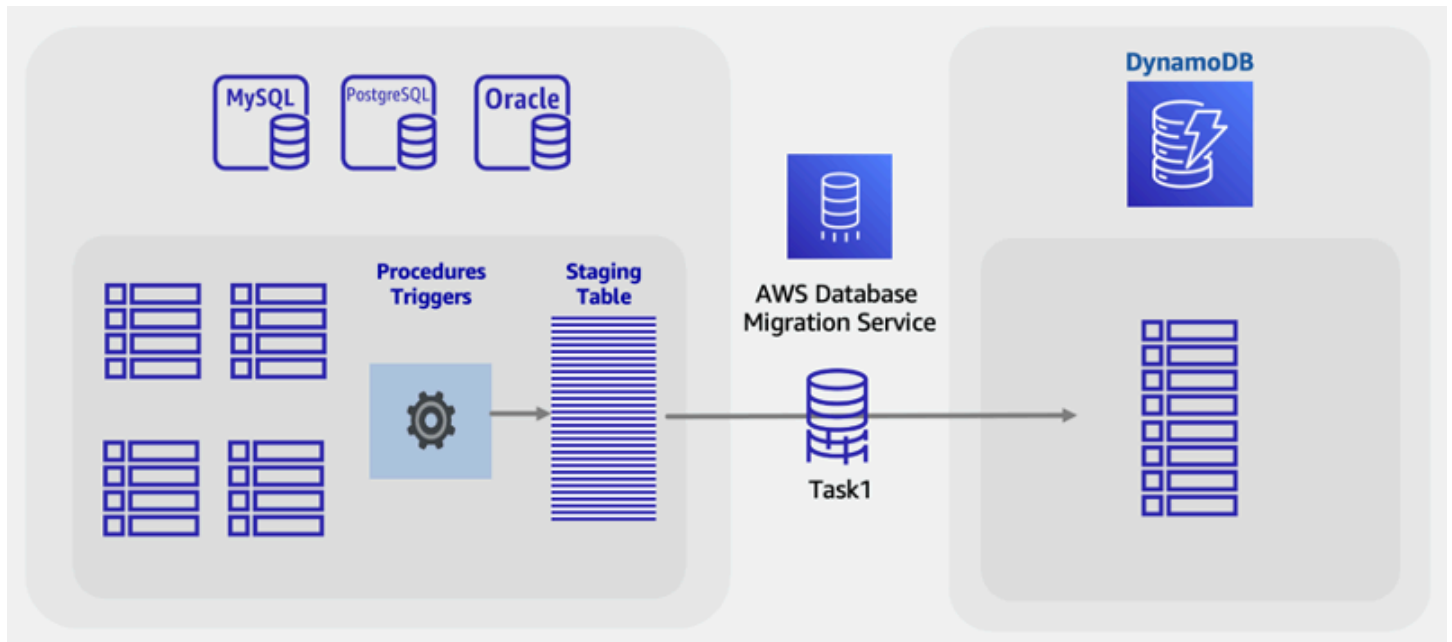 MySQL
PostgreSQL
Oracle
DynamoDB
Procedures
Triggers
Staging
Table
AWS Database
Migration Service
Task1